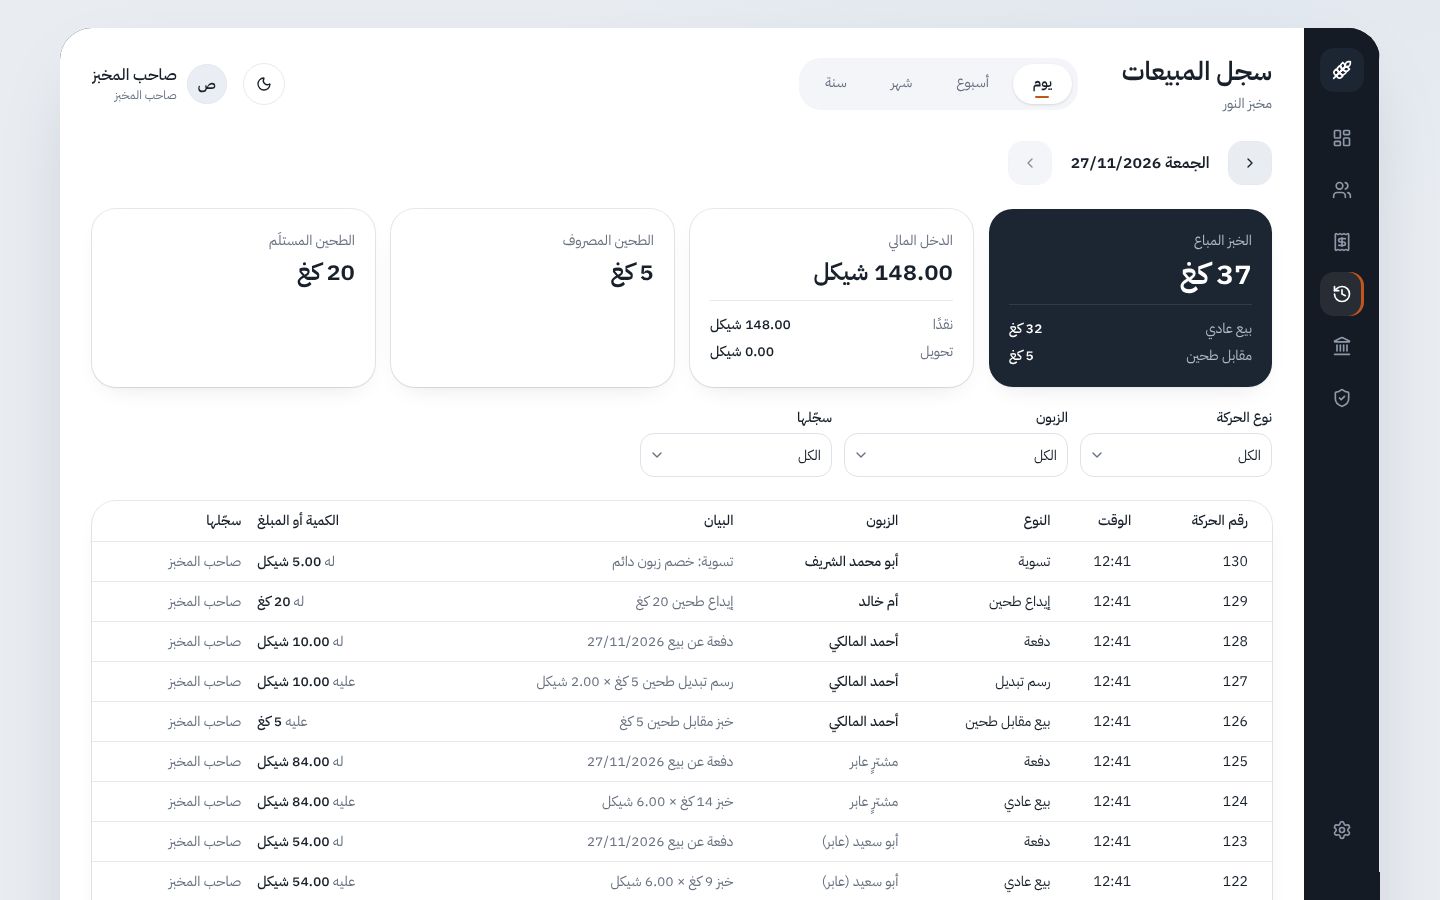 سجل المبيعات
مخبز النور
يوم
أسبوع
شهر
سنة
ص
صاحب المخبز
صاحب المخبز
الجمعة 27/11/2026
الخبز المباع
37 كغ
بيع عادي 32 كغ
مقابل طحين 5 كغ
الدخل المالي
148.00 شيكل
نقدًا 148.00 شيكل
تحويل 0.00 شيكل
الطحين المصروف
5 كغ
الطحين المستلَم
20 كغ
نوع الحركة
الكل
الزبون
الكل
سجّلها
الكل
رقم الحركة الوقت النوع الزبون البيان الكمية أو المبلغ سجّلها
130 12:41 تسوية أبو محمد الشريف تسوية: خصم زبون دائم له 5.00 شيكل صاحب المخبز
129 12:41 إيداع طحين أم خالد إيداع طحين 20 كغ له 20 كغ صاحب المخبز
128 12:41 دفعة أحمد المالكي دفعة عن بيع 27/11/2026 له 10.00 شيكل صاحب المخبز
127 12:41 رسم تبديل أحمد المالكي رسم تبديل طحين 5 كغ × 2.00 شيكل عليه 10.00 شيكل صاحب المخبز
126 12:41 بيع مقابل طحين أحمد المالكي خبز مقابل طحين 5 كغ عليه 5 كغ صاحب المخبز
125 12:41 دفعة مشترٍ عابر دفعة عن بيع 27/11/2026 له 84.00 شيكل صاحب المخبز
124 12:41 بيع عادي مشترٍ عابر خبز 14 كغ × 6.00 شيكل عليه 84.00 شيكل صاحب المخبز
123 12:41 دفعة أبو سعيد (عابر) دفعة عن بيع 27/11/2026 له 54.00 شيكل صاحب المخبز
122 12:41 بيع عادي أبو سعيد (عابر) خبز 9 كغ × 6.00 شيكل عليه 54.00 شيكل صاحب المخبز